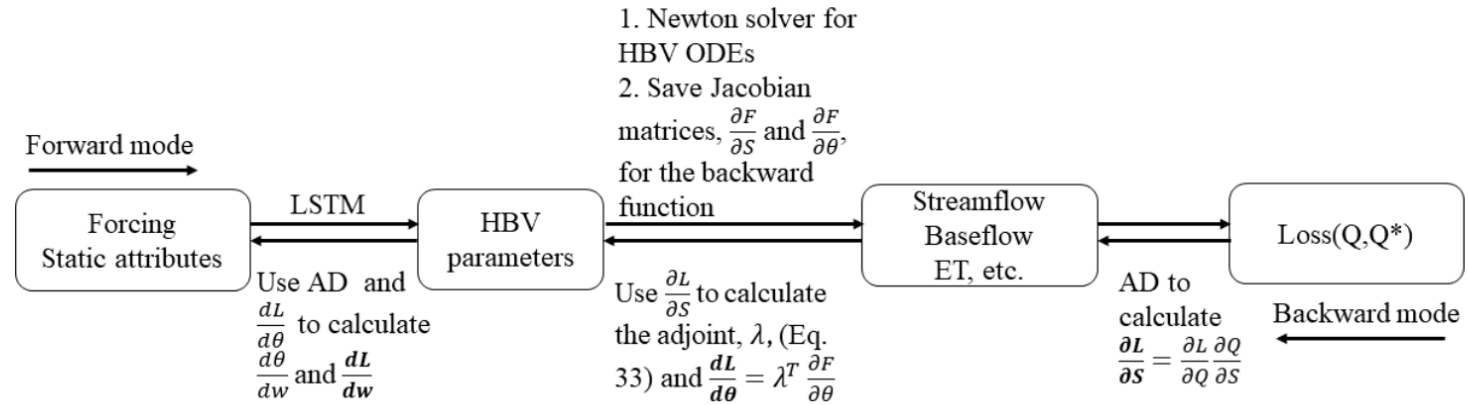 Forward mode
Forcing
Static attributes
LSTM
Use AD and
dL/dθ to calculate
dθ/dw and dL/dw
HBV
parameters
1. Newton solver for
HBV ODEs
2. Save Jacobian
matrices, ∂F/∂S and ∂F/∂θ,
for the backward
function
Use ∂L/∂S to calculate
the adjoint, λ, (Eq.
33) and dL/dθ = λ^T ∂F/∂θ
Streamflow
Baseflow
ET, etc.
AD to
calculate
∂L/∂S = ∂L/∂Q ∂Q/∂S
Loss(Q,Q*)
Backward mode